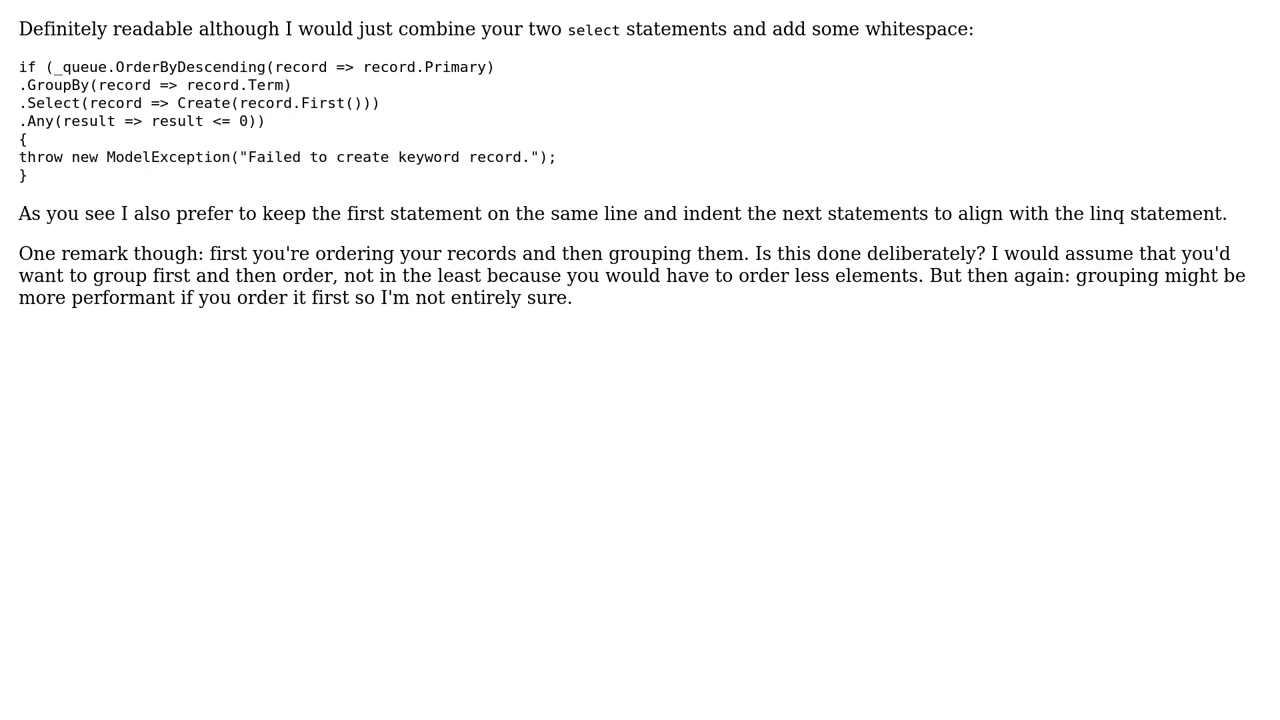 Definitely readable although I would just combine your two select statements and add some whitespace:
if (_queue.OrderByDescending(record => record.Primary)
.GroupBy(record => record.Term)
.Select(record => Create(record.First()))
.Any(result => result <= 0))
{
throw new ModelException("Failed to create keyword record.");
}
As you see I also prefer to keep the first statement on the same line and indent the next statements to align with the linq statement.
One remark though: first you're ordering your records and then grouping them. Is this done deliberately? I would assume that you'd
want to group first and then order, not in the least because you would have to order less elements. But then again: grouping might be
more performant if you order it first so I'm not entirely sure.